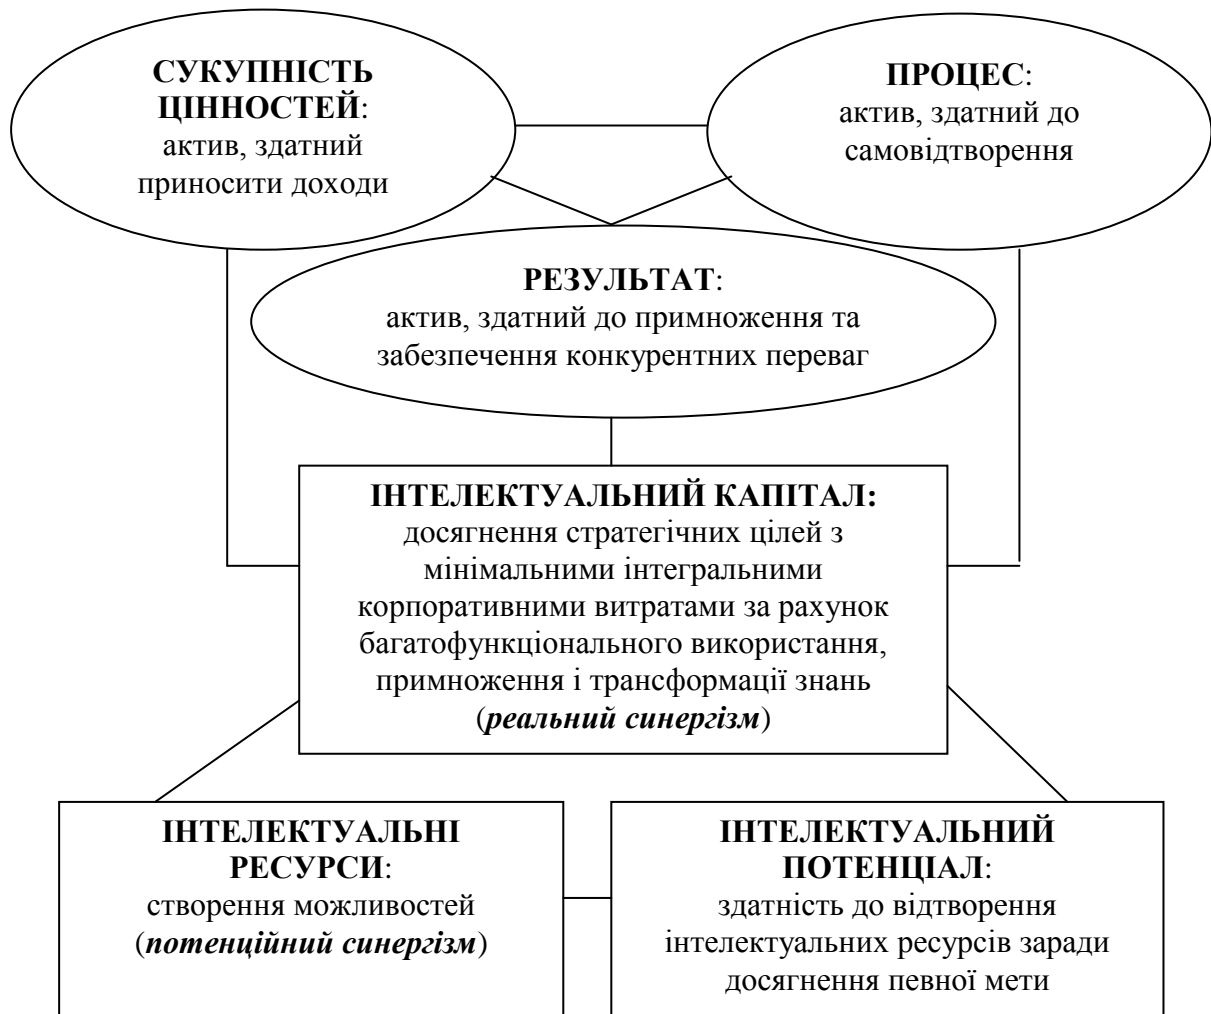 СУКУПНІСТЬ
ЦІННОСТЕЙ:
актив, здатний
приносити доходи
ПРОЦЕС:
актив, здатний до
самовідтворення
РЕЗУЛЬТАТ:
актив, здатний до примноження та
забезпечення конкурентних переваг
ІНТЕЛЕКТУАЛЬНИЙ КАПІТАЛ:
досягнення стратегічних цілей з
мінімальними інтегральними
корпоративними витратами за рахунок
багатофункціонального використання,
примноження і трансформації знань
(реальний синергізм)
ІНТЕЛЕКТУАЛЬНІ
РЕСУРСИ:
створення можливостей
(потенційний синергізм)
ІНТЕЛЕКТУАЛЬНИЙ
ПОТЕНЦІАЛ:
здатність до відтворення
інтелектуальних ресурсів заради
досягнення певної мети